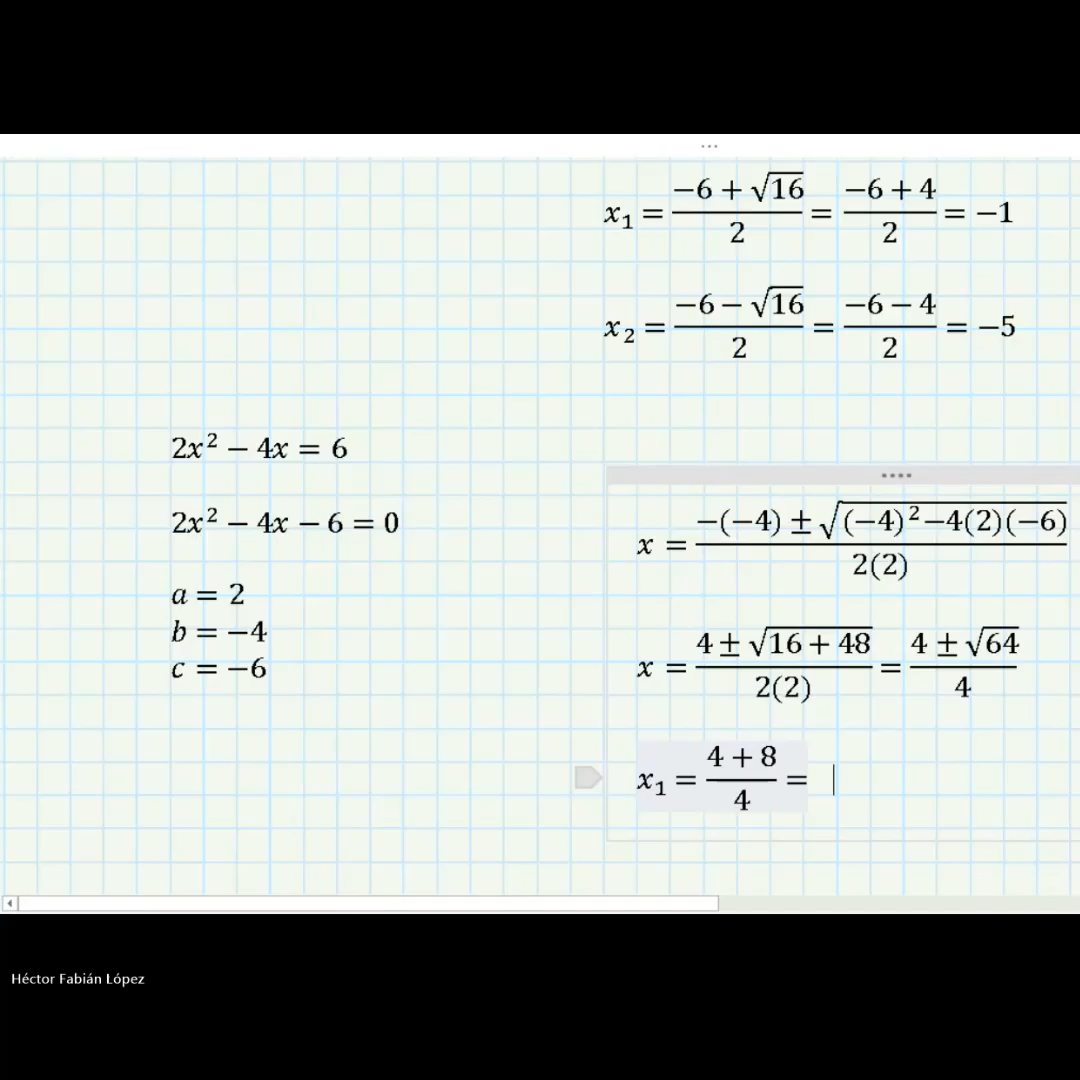 x₁ = (−6 + √16)/2 = (−6 + 4)/2 = −1
x₂ = (−6 − √16)/2 = (−6 − 4)/2 = −5
2x² − 4x = 6
2x² − 4x − 6 = 0
a = 2
b = −4
c = −6
x = (−(−4) ± √((−4)²−4(2)(−6)))/(2(2))
x = (4 ± √(16 + 48))/(2(2)) = (4 ± √64)/4
x₁ = (4 + 8)/4 =
Héctor Fabián López